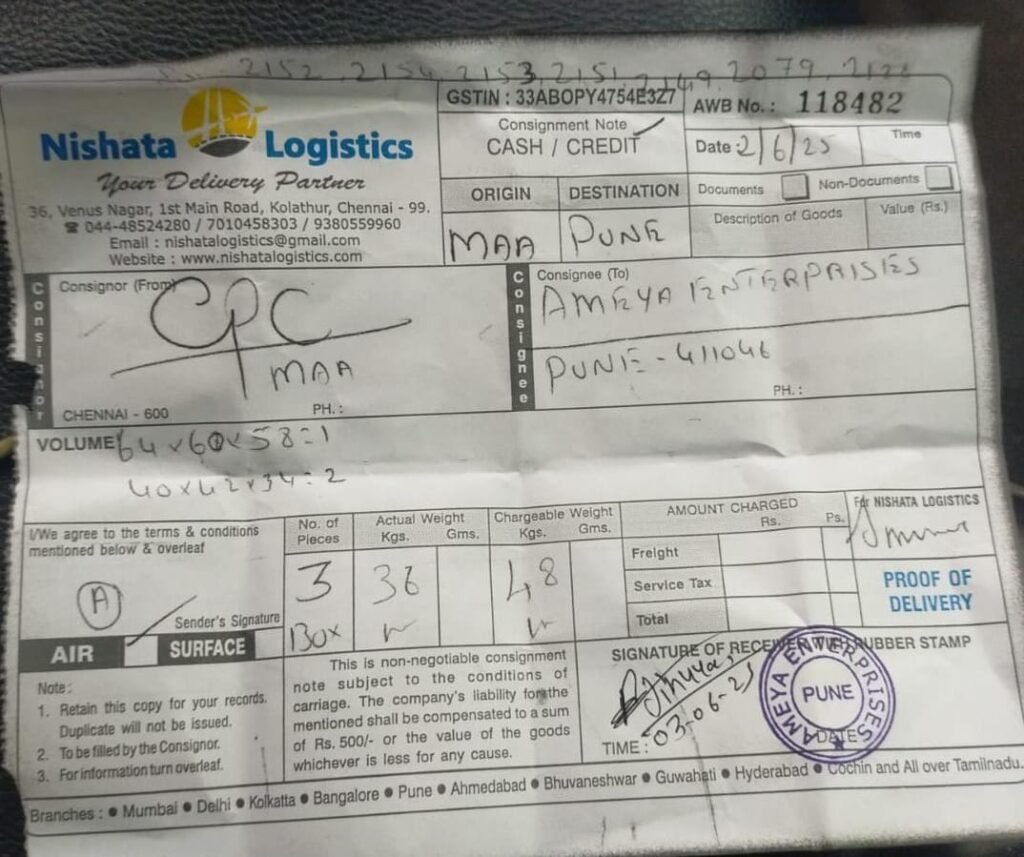 2152, 2154, 2153, 2151, 2149, 2079, 2122
Nishata Logistics
Your Delivery Partner
36, Venus Nagar, 1st Main Road, Kolathur, Chennai - 99.
☎ 044-48524280 / 7010458303 / 9380559960
Email : nishatalogistics@gmail.com
Website : www.nishatalogistics.com
GSTIN : 33ABOPY4754E3Z7
Consignment Note
CASH / CREDIT
AWB No. : 118482
Date : 2/6/25
Time
ORIGIN DESTINATION
MAA PUNE
Documents Non-Documents
Description of Goods Value (Rs.)
Consignor
Consignor (From)
CPC
MAA
CHENNAI - 600 PH. :
Consignee
Consignee (To)
AMEYA ENTERPRISES
PUNE - 411046
PH. :
VOLUME 64x60x58=1
40x42x34=2
I/We agree to the terms & conditions
mentioned below & overleaf
A
Sender's Signature
AIR SURFACE
No. of
Pieces
3
Box
Actual Weight
Kgs. Gms.
36
Chargeable Weight
Kgs. Gms.
48
AMOUNT CHARGED
Rs. Ps.
Freight
Service Tax
Total
For NISHATA LOGISTICS
PROOF OF
DELIVERY
Note :
1. Retain this copy for your records.
Duplicate will not be issued.
2. To be filled by the Consignor.
3. For information turn overleaf.
This is non-negotiable consignment
note subject to the conditions of
carriage. The company's liability for the
mentioned shall be compensated to a sum
of Rs. 500/- or the value of the goods
whichever is less for any cause.
SIGNATURE OF RECEIVER WITH RUBBER STAMP
03-06-25
TIME : DATE
AMEYA ENTERPRISES
PUNE
Branches : ● Mumbai ● Delhi ● Kolkatta ● Bangalore ● Pune ● Ahmedabad ● Bhuvaneshwar ● Guwahati ● Hyderabad ● Cochin and All over Tamilnadu.